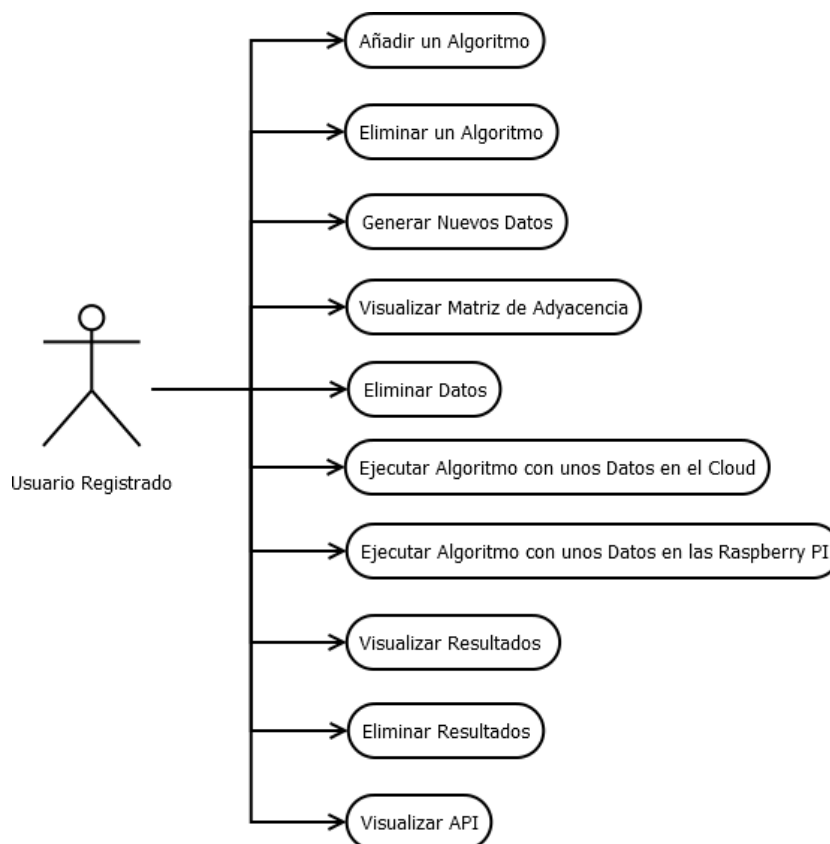 Añadir un Algoritmo
Eliminar un Algoritmo
Generar Nuevos Datos
Visualizar Matriz de Adyacencia
Eliminar Datos
Usuario Registrado
Ejecutar Algoritmo con unos Datos en el Cloud
Ejecutar Algoritmo con unos Datos en las Raspberry PI
Visualizar Resultados
Eliminar Resultados
Visualizar API